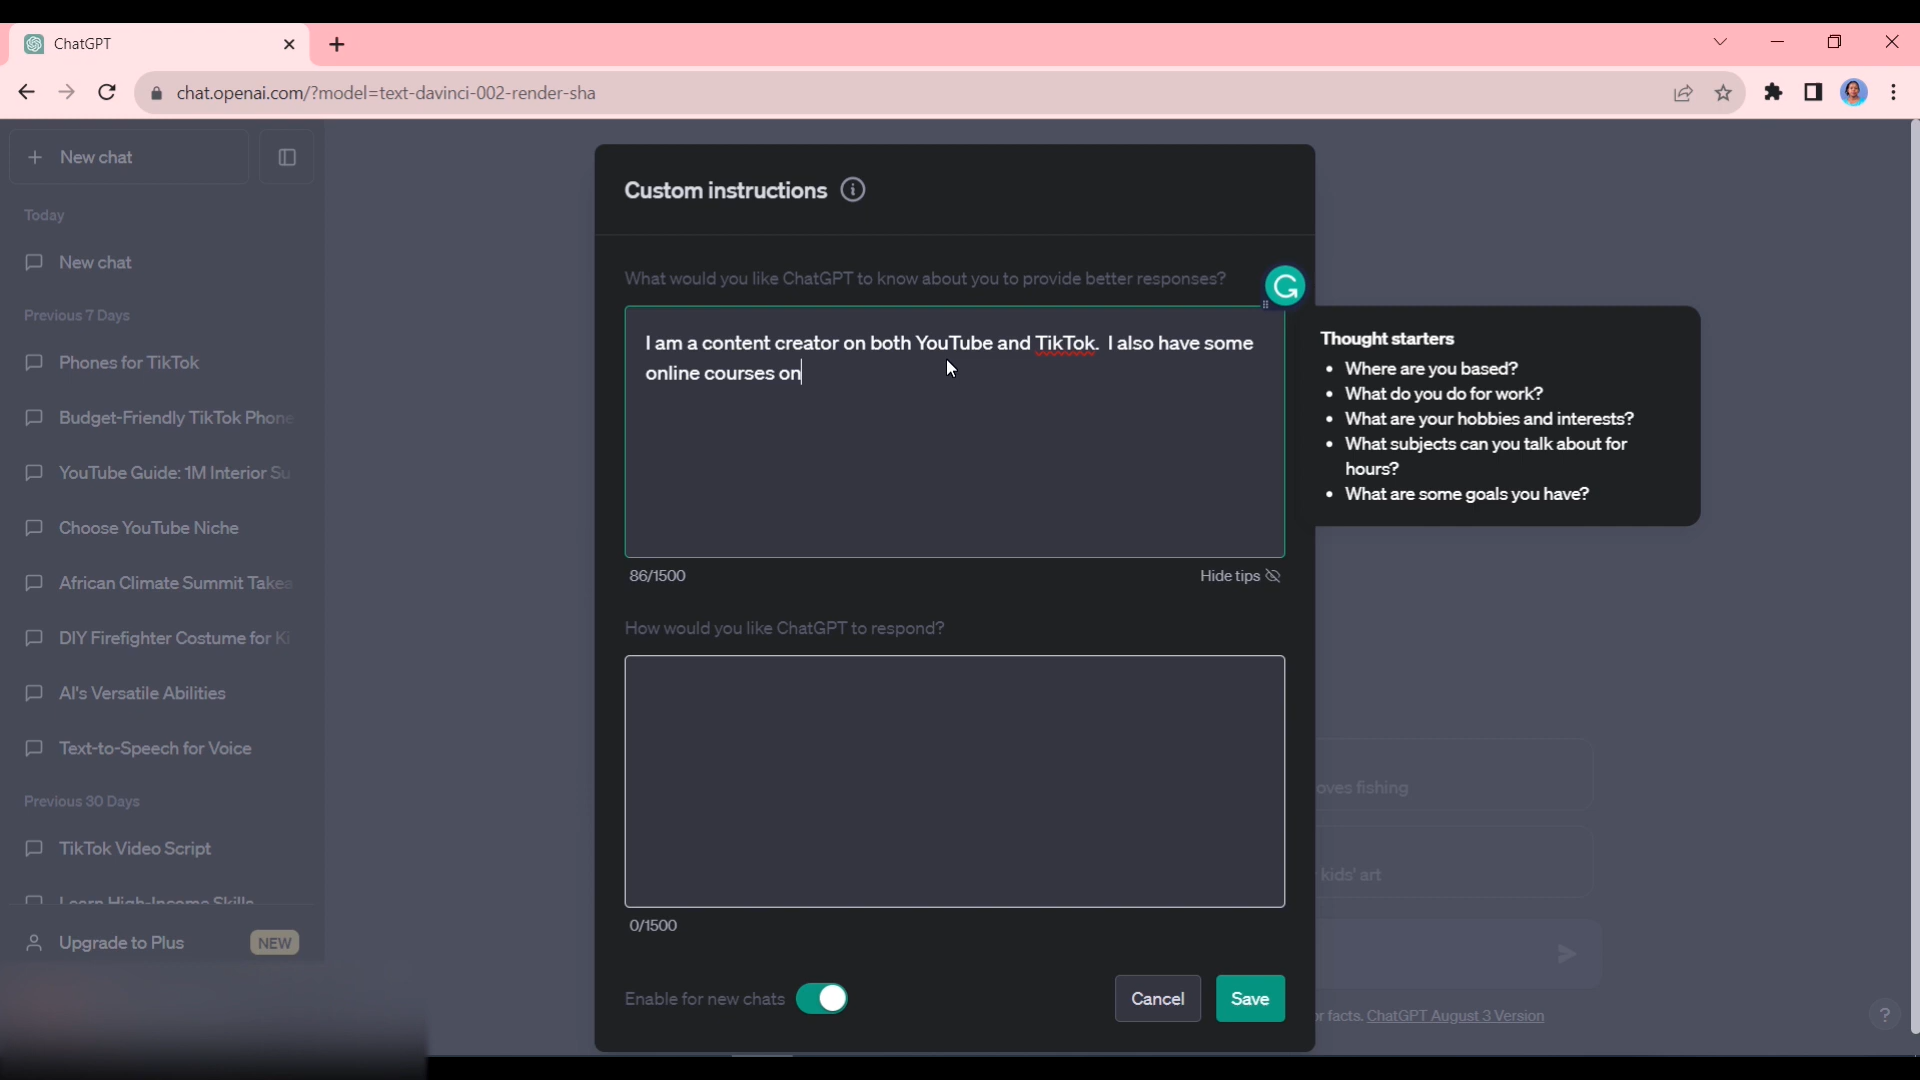 ChatGPT
chat.openai.com/?model=text-davinci-002-render-sha
New chat
Today
New chat
Previous 7 Days
Phones for TikTok
Budget-Friendly TikTok Phone
YouTube Guide: 1M Interior Su
Choose YouTube Niche
African Climate Summit Takea
DIY Firefighter Costume for Ki
AI's Versatile Abilities
Text-to-Speech for Voice
Previous 30 Days
TikTok Video Script
Learn High-Income Skills
Upgrade to Plus NEW
Custom instructions
What would you like ChatGPT to know about you to provide better responses?
I am a content creator on both YouTube and TikTok. I also have some
online courses on
86/1500 Hide tips
How would you like ChatGPT to respond?
0/1500
Enable for new chats
Cancel Save
Thought starters
• Where are you based?
• What do you do for work?
• What are your hobbies and interests?
• What subjects can you talk about for
hours?
• What are some goals you have?
oves fishing
kids' art
or facts. ChatGPT August 3 Version
?